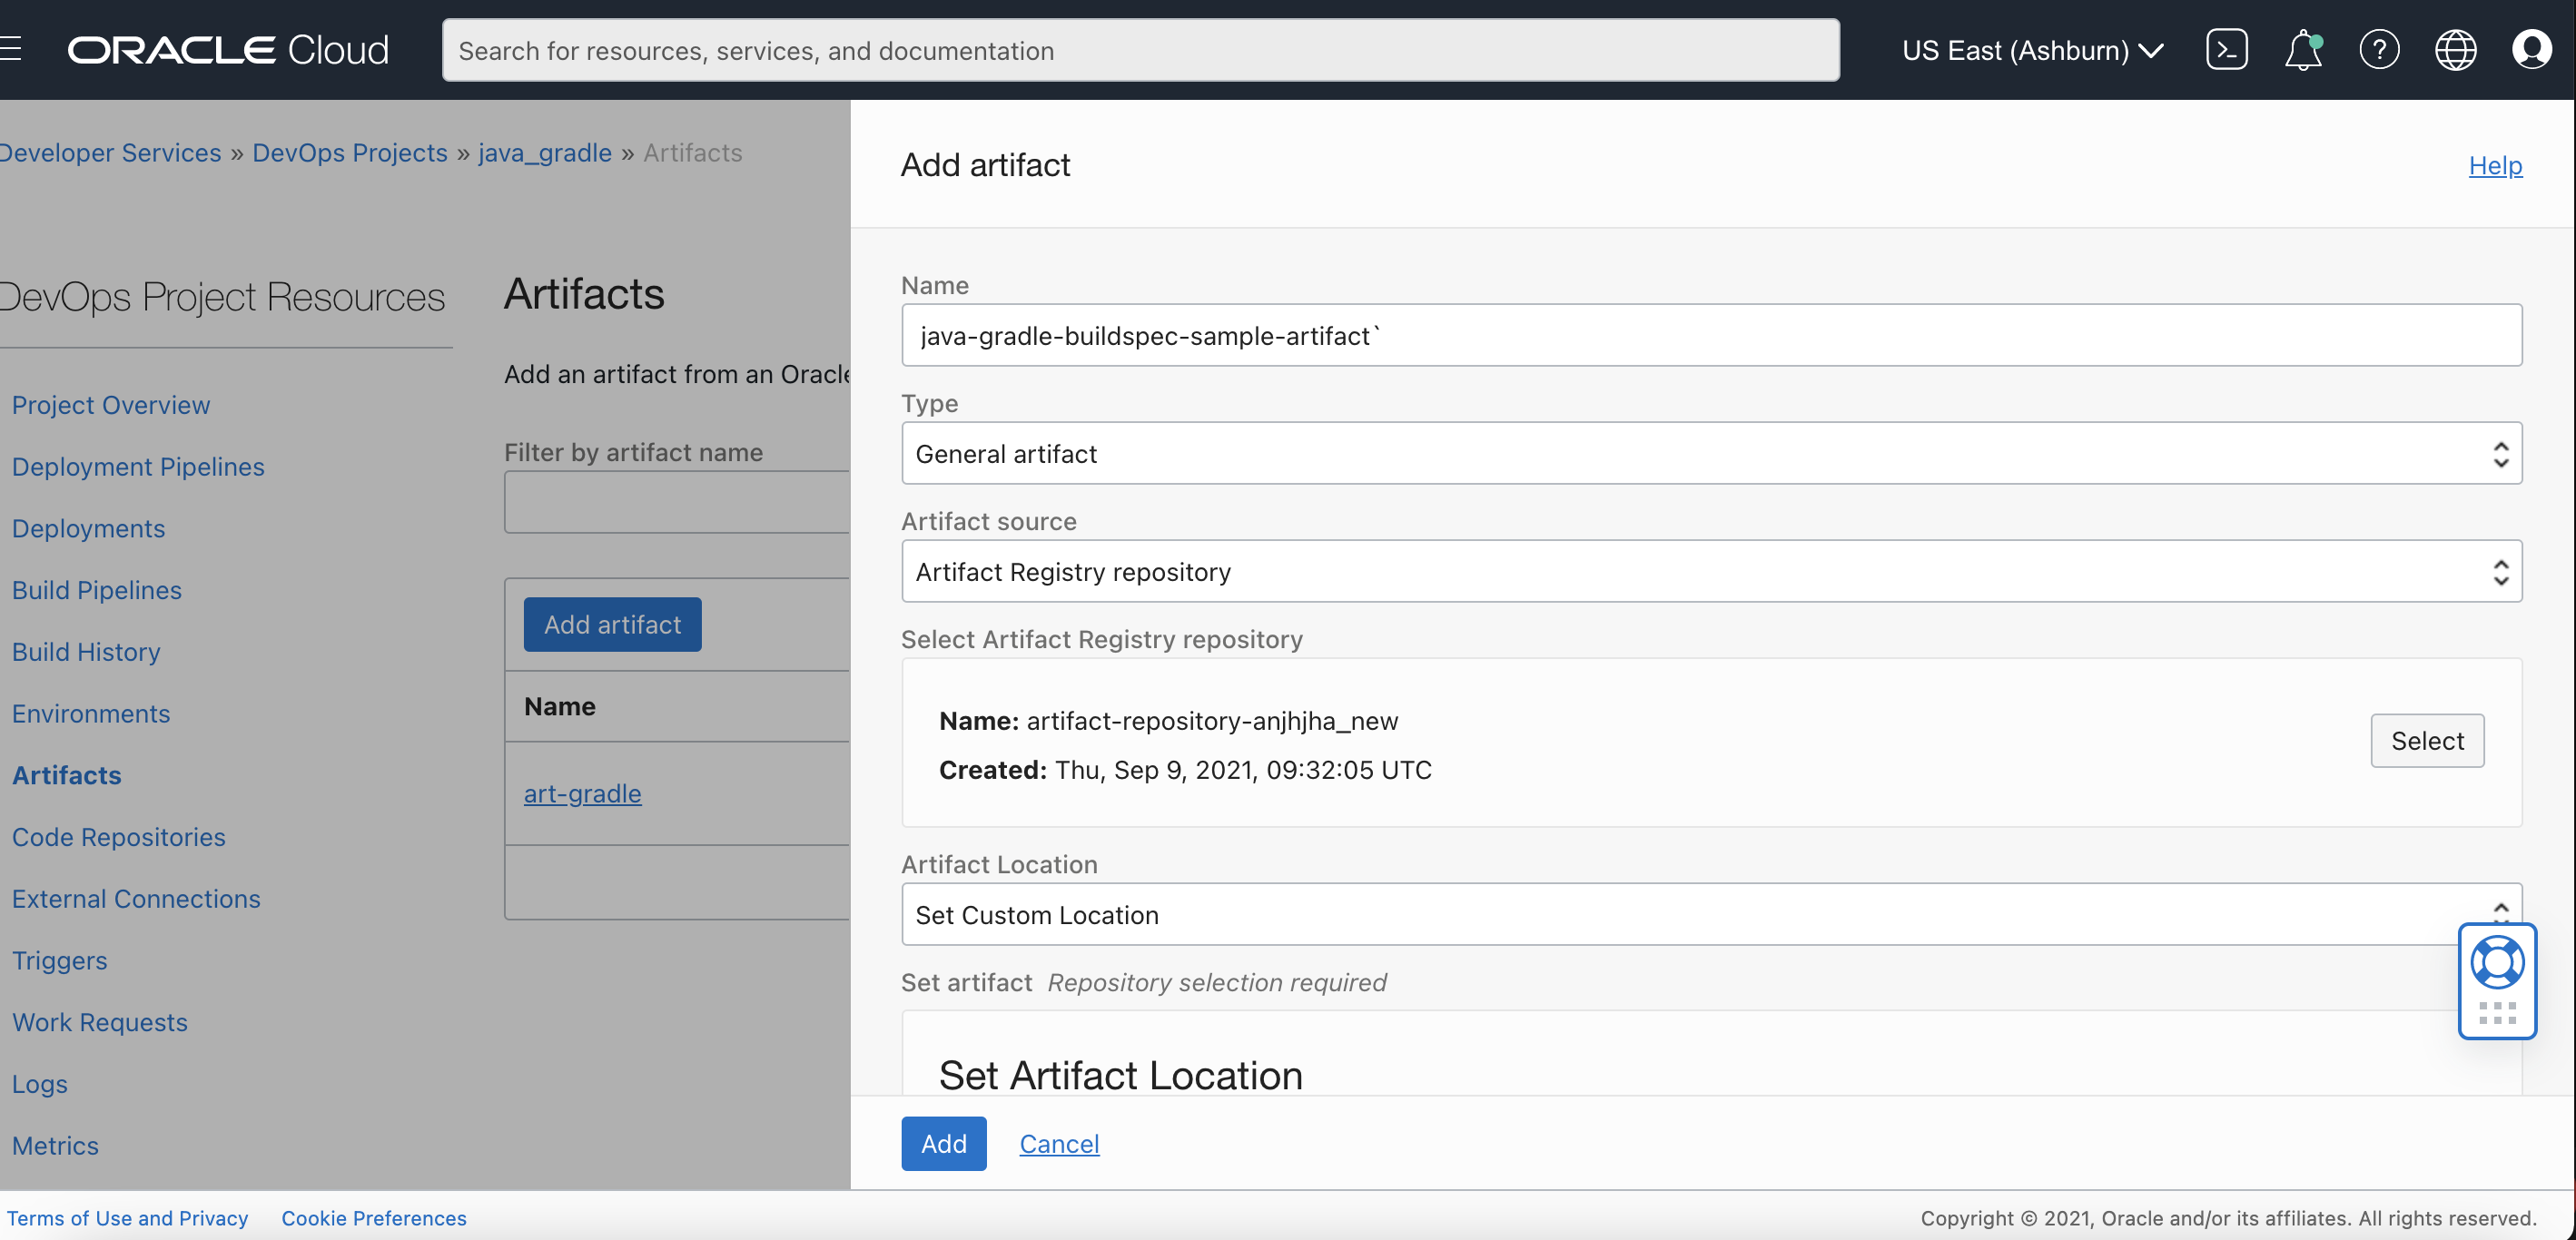 ORACLE Cloud
Search for resources, services, and documentation
US East (Ashburn)
Developer Services » DevOps Projects » java_gradle » Artifacts
DevOps Project Resources
Project Overview
Deployment Pipelines
Deployments
Build Pipelines
Build History
Environments
Artifacts
Code Repositories
External Connections
Triggers
Work Requests
Logs
Metrics
Artifacts
Add an artifact from an Oracle
Filter by artifact name
Add artifact
Name
art-gradle
Add artifact
Help
Name
java-gradle-buildspec-sample-artifact`
Type
General artifact
Artifact source
Artifact Registry repository
Select Artifact Registry repository
Name: artifact-repository-anjhjha_new
Created: Thu, Sep 9, 2021, 09:32:05 UTC
Select
Artifact Location
Set Custom Location
Set artifact Repository selection required
Set Artifact Location
Add
Cancel
Terms of Use and Privacy
Cookie Preferences
Copyright © 2021, Oracle and/or its affiliates. All rights reserved.